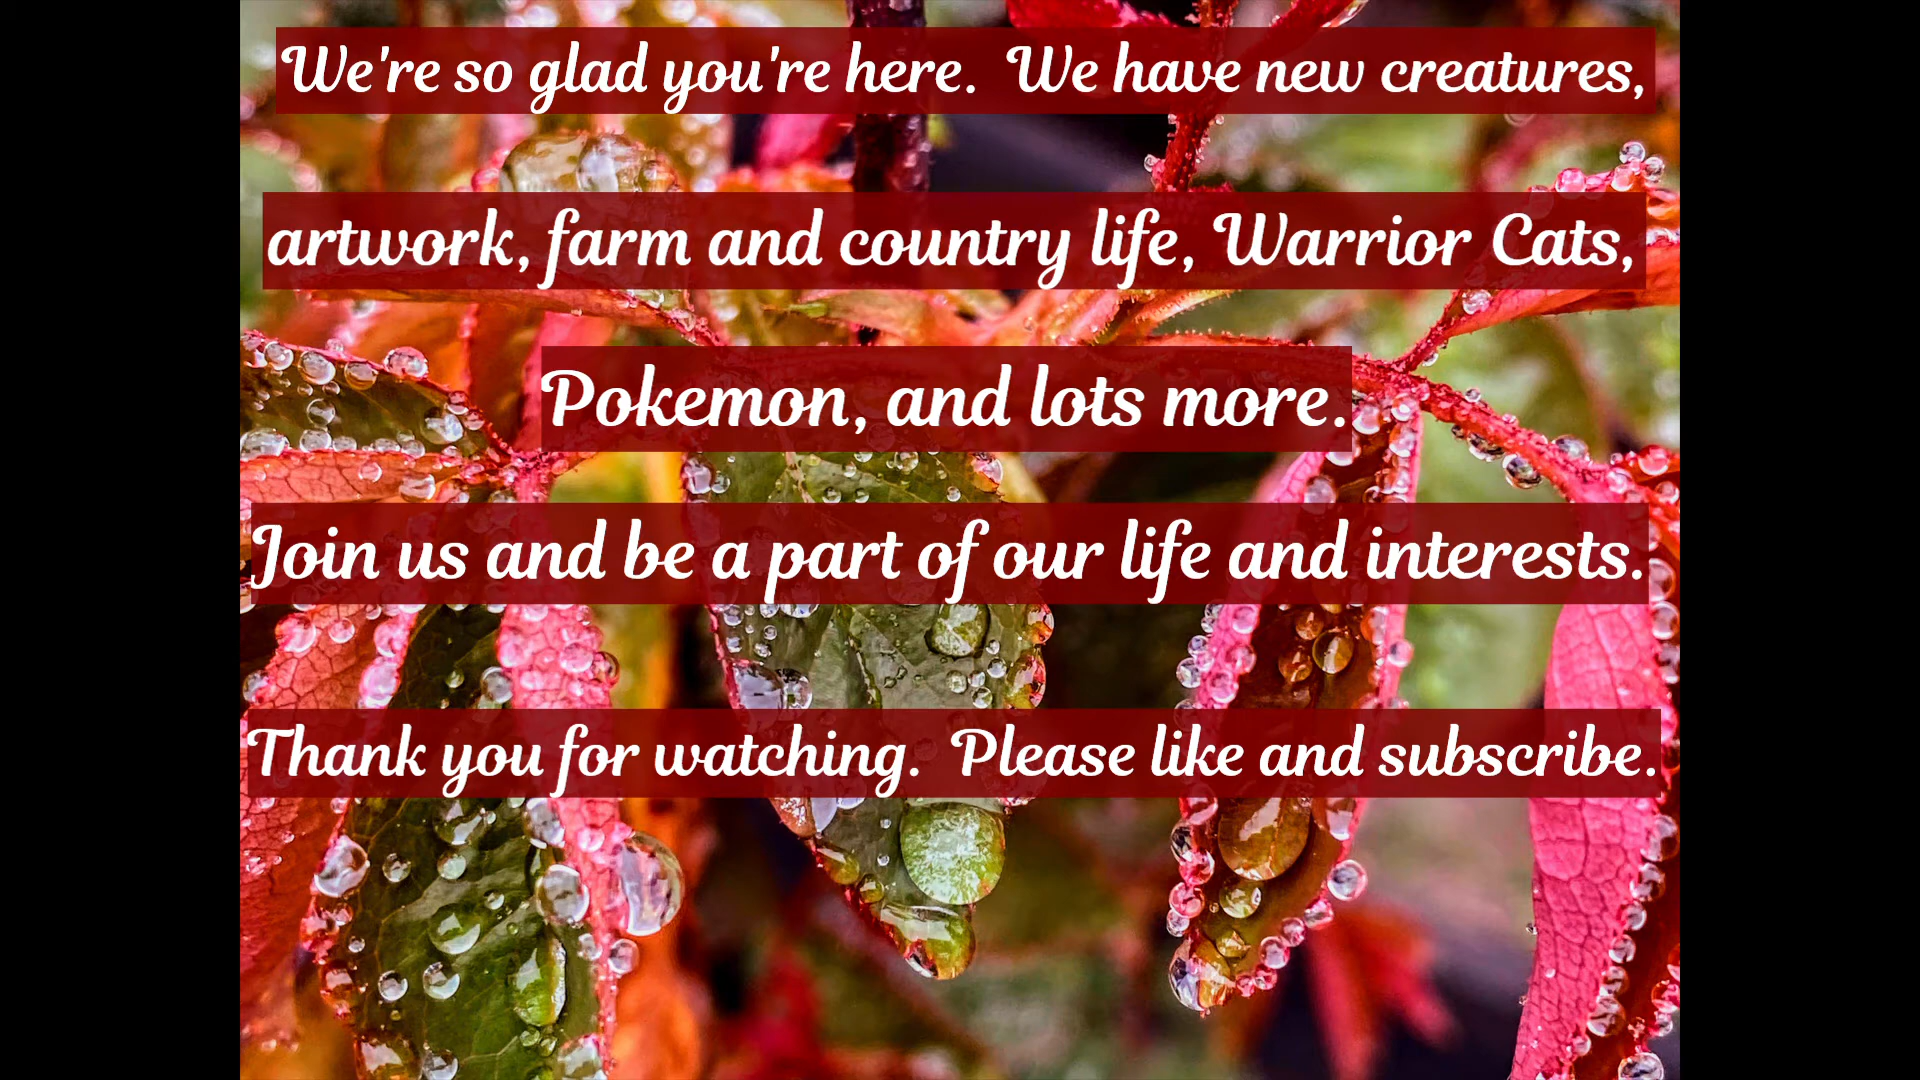 We're so glad you're here.  We have new creatures,
artwork, farm and country life, Warrior Cats,
Pokemon, and lots more.
Join us and be a part of our life and interests.
Thank you for watching.  Please like and subscribe.